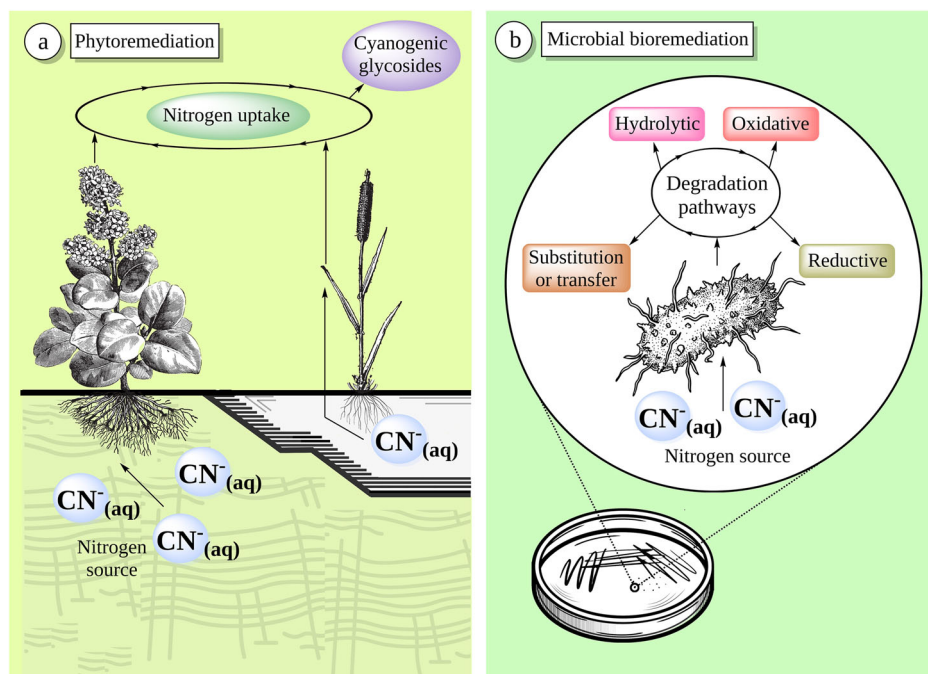 a
Phytoremediation
Cyanogenic
glycosides
Nitrogen uptake
CN⁻(aq)
CN⁻(aq)
CN⁻(aq)
CN⁻(aq)
Nitrogen
source
b
Microbial bioremediation
Hydrolytic
Oxidative
Degradation
pathways
Substitution
or transfer
Reductive
CN⁻(aq)
CN⁻(aq)
Nitrogen source